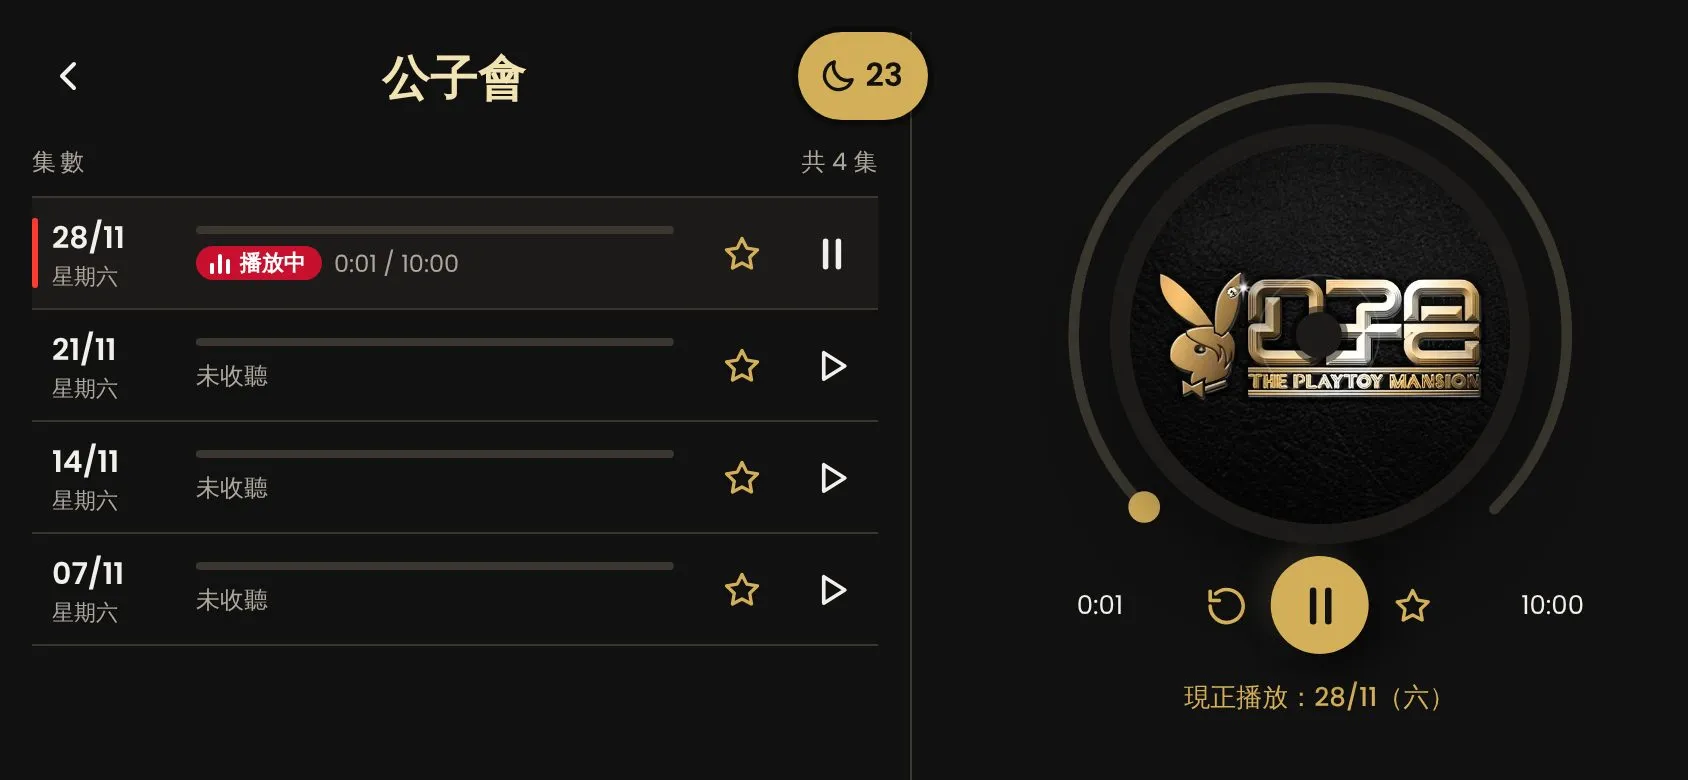 公子會
23
集數
共 4 集
28/11
星期六
播放中 0:01 / 10:00
21/11
星期六
未收聽
14/11
星期六
未收聽
07/11
星期六
未收聽
公子會
THE PLAYTOY MANSION
0:01
10:00
現正播放：28/11（六）